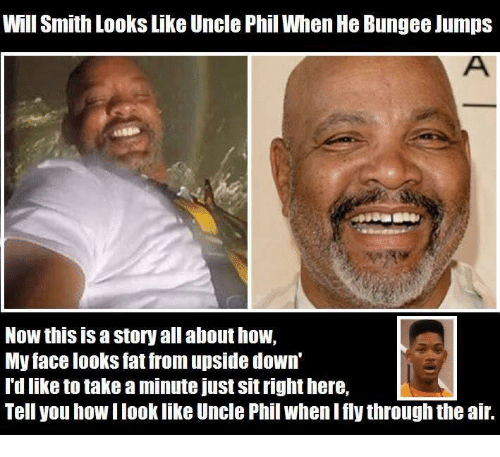 Will Smith Looks Like Uncle Phil When He Bungee Jumps
A
Now this is a story all about how,
My face looks fat from upside down'
I'd like to take a minute just sit right here,
Tell you how I look like Uncle Phil when I fly through the air.